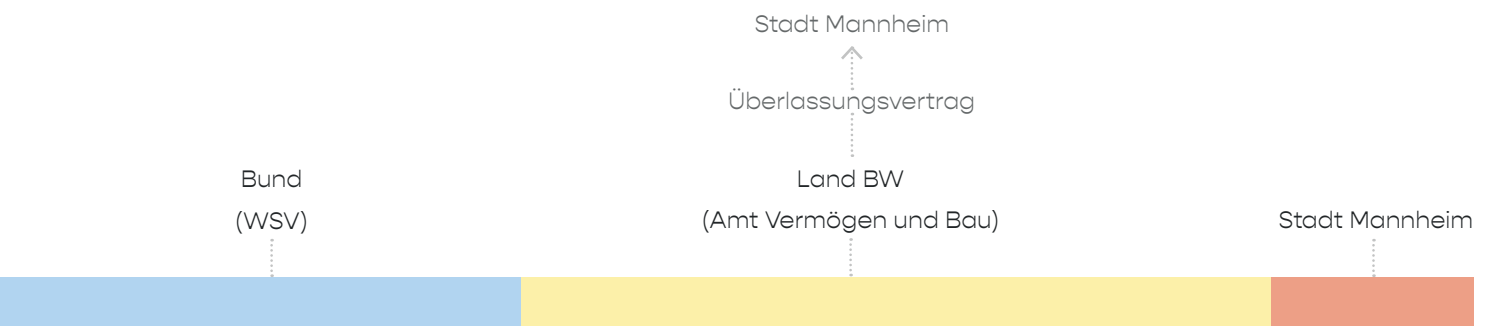 Stadt Mannheim
Überlassungsvertrag
Bund
(WSV)
Land BW
(Amt Vermögen und Bau)
Stadt Mannheim